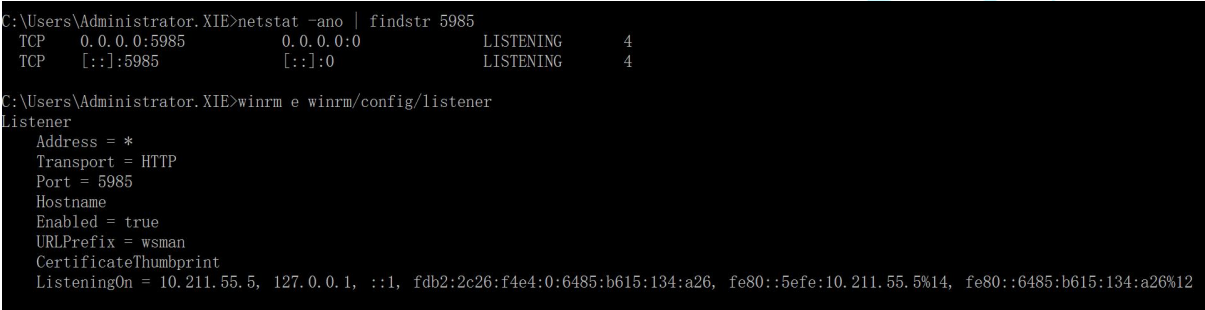 C:\Users\Administrator.XIE>netstat -ano | findstr 5985
  TCP    0.0.0.0:5985           0.0.0.0:0              LISTENING       4
  TCP    [::]:5985              [::]:0                 LISTENING       4
C:\Users\Administrator.XIE>winrm e winrm/config/listener
Listener
    Address = *
    Transport = HTTP
    Port = 5985
    Hostname
    Enabled = true
    URLPrefix = wsman
    CertificateThumbprint
    ListeningOn = 10.211.55.5, 127.0.0.1, ::1, fdb2:2c26:f4e4:0:6485:b615:134:a26, fe80::5efe:10.211.55.5%14, fe80::6485:b615:134:a26%12